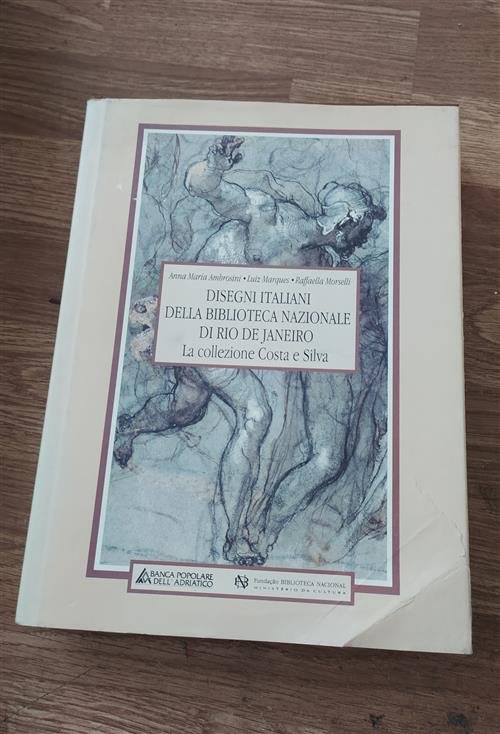 Anna Maria Ambrosini • Luiz Marques • Raffaella Morselli
DISEGNI ITALIANI
DELLA BIBLIOTECA NAZIONALE
DI RIO DE JANEIRO
La collezione Costa e Silva
BANCA POPOLARE
DELL'ADRIATICO
Fundação BIBLIOTECA NACIONAL
MINISTÉRIO DA CULTURA